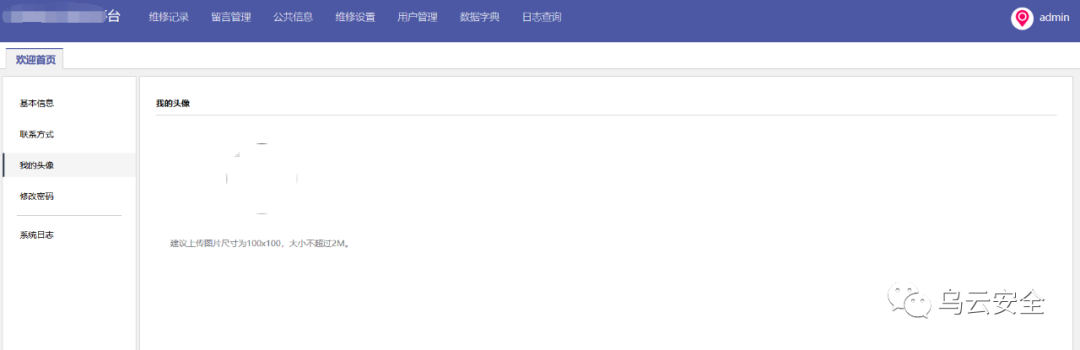 台 维修记录 留言管理 公共信息 维修设置 用户管理 数据字典 日志查询 admin
欢迎首页
基本信息
联系方式
我的头像
修改密码
系统日志
我的头像
建议上传图片尺寸为100x100，大小不超过2M。
乌云安全